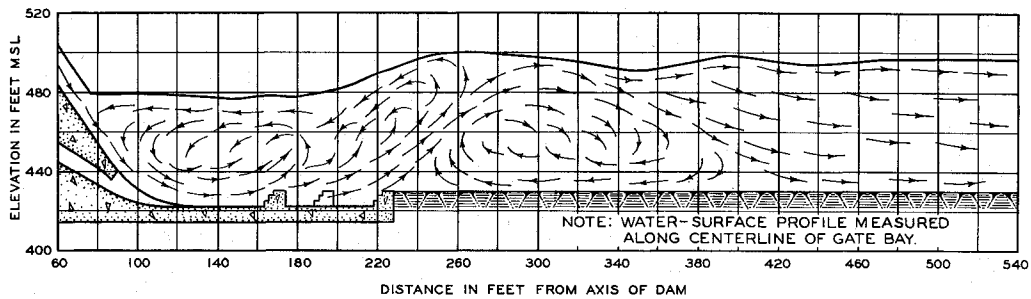 520
480
440
400
ELEVATION IN FEET M.S.L.
NOTE: WATER-SURFACE PROFILE MEASURED
ALONG CENTERLINE OF GATE BAY.
60 100 140 180 220 260 300 340 380 420 460 500 540
DISTANCE IN FEET FROM AXIS OF DAM